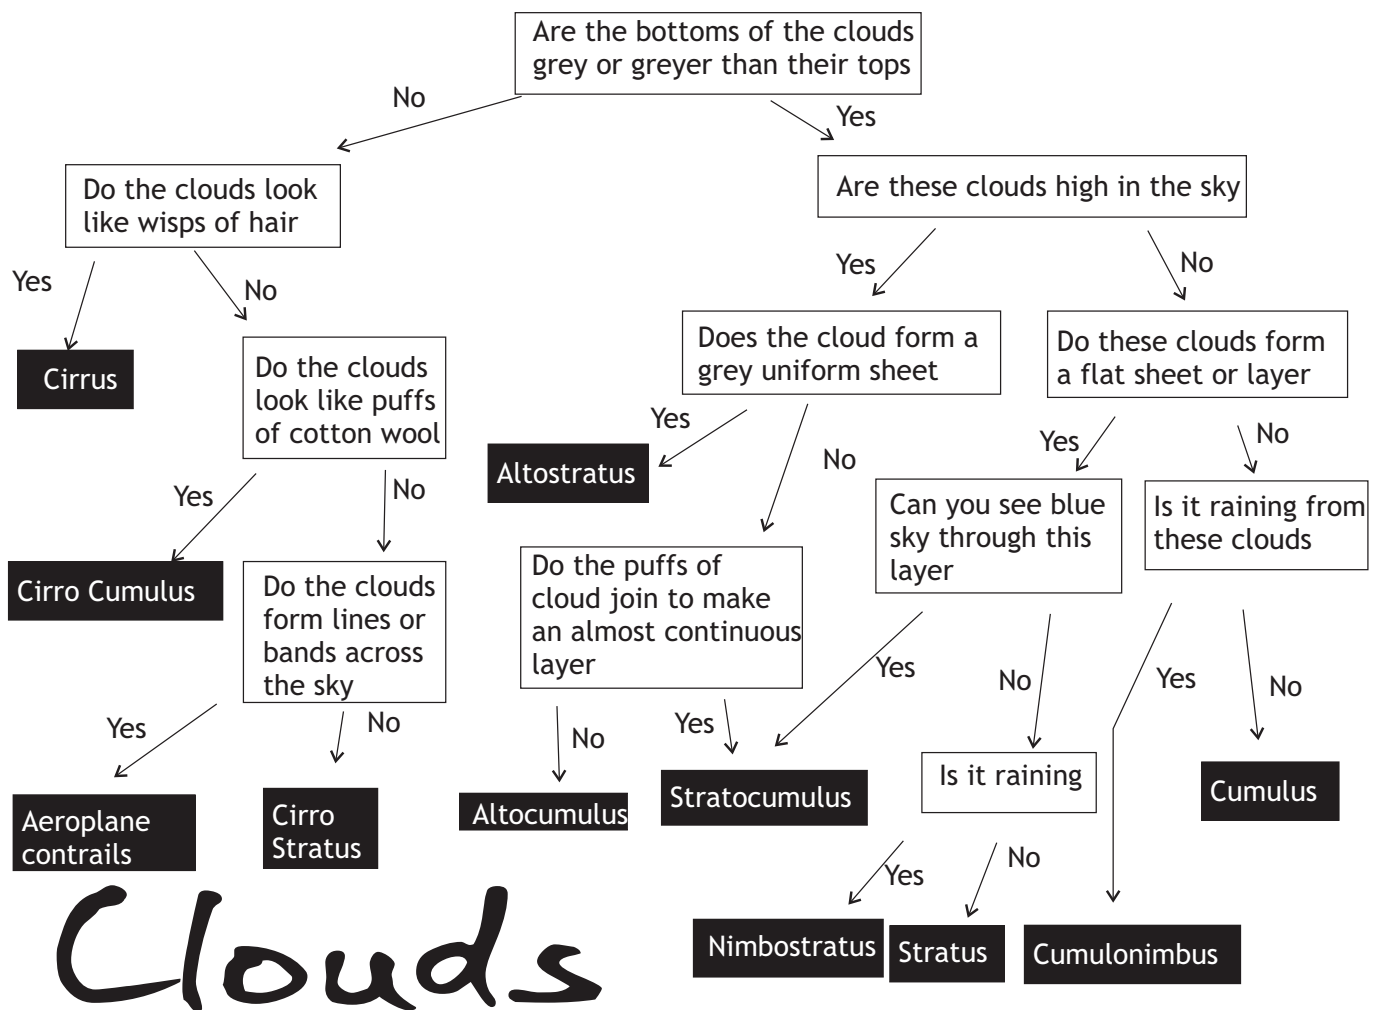 Are the bottoms of the clouds
grey or greyer than their tops
No
Yes
Do the clouds look
like wisps of hair
Are these clouds high in the sky
Yes
No
Yes
No
Cirrus
Do the clouds
look like puffs
of cotton wool
Does the cloud form a
grey uniform sheet
Do these clouds form
a flat sheet or layer
Yes
No
Yes
No
Yes
No
Altostratus
Can you see blue
sky through this
layer
Is it raining from
these clouds
Cirro Cumulus
Do the clouds
form lines or
bands across
the sky
Do the puffs of
cloud join to make
an almost continuous
layer
Yes
No
Yes
No
Yes
No
No
Yes
Aeroplane
contrails
Cirro
Stratus
Altocumulus
Stratocumulus
Is it raining
Cumulus
Yes
No
Nimbostratus
Stratus
Cumulonimbus
Clouds